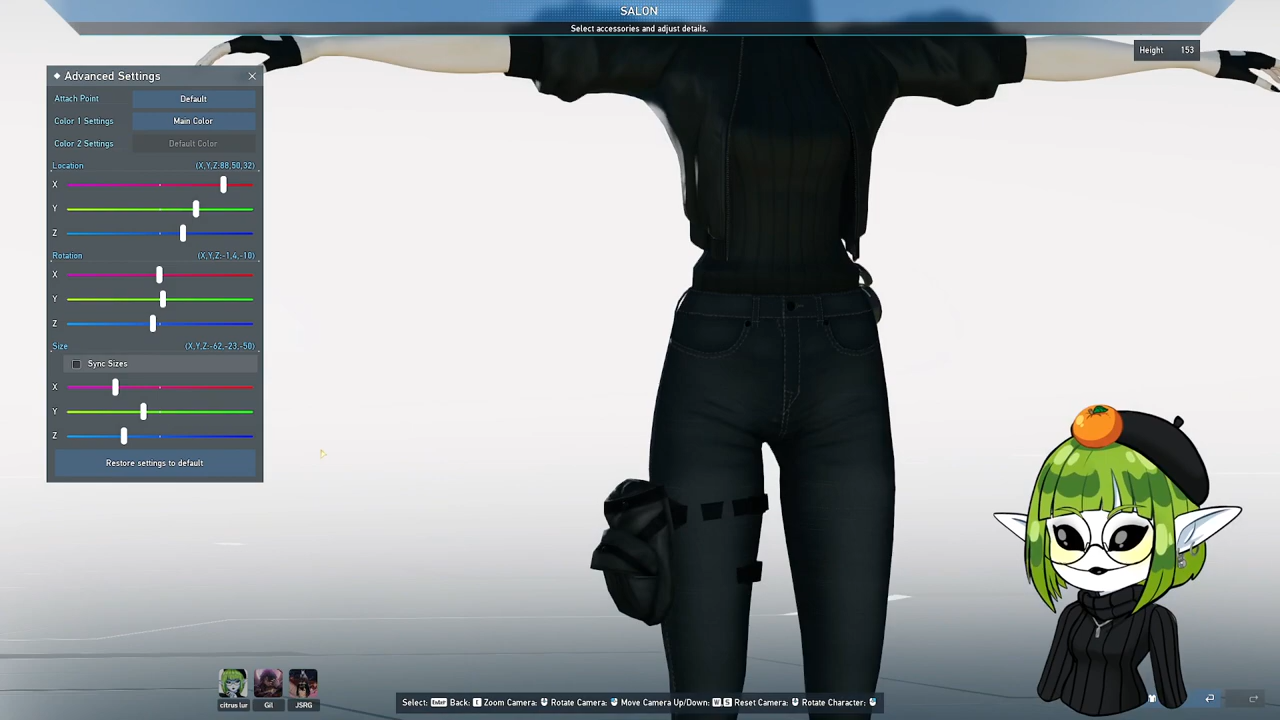 SALON
Select accessories and adjust details.
Height 153
Advanced Settings
Attach Point Default
Color 1 Settings Main Color
Color 2 Settings Default Color
Location (X,Y,Z:88,50,32)
X
Y
Z
Rotation (X,Y,Z:-1,4,-10)
X
Y
Z
Size (X,Y,Z:-62,-23,-50)
Sync Sizes
X
Y
Z
Restore settings to default
citrus lur Gil JSRG
Select: Enter Back: E Zoom Camera: Rotate Camera: Move Camera Up/Down: W, S Reset Camera: Rotate Character: